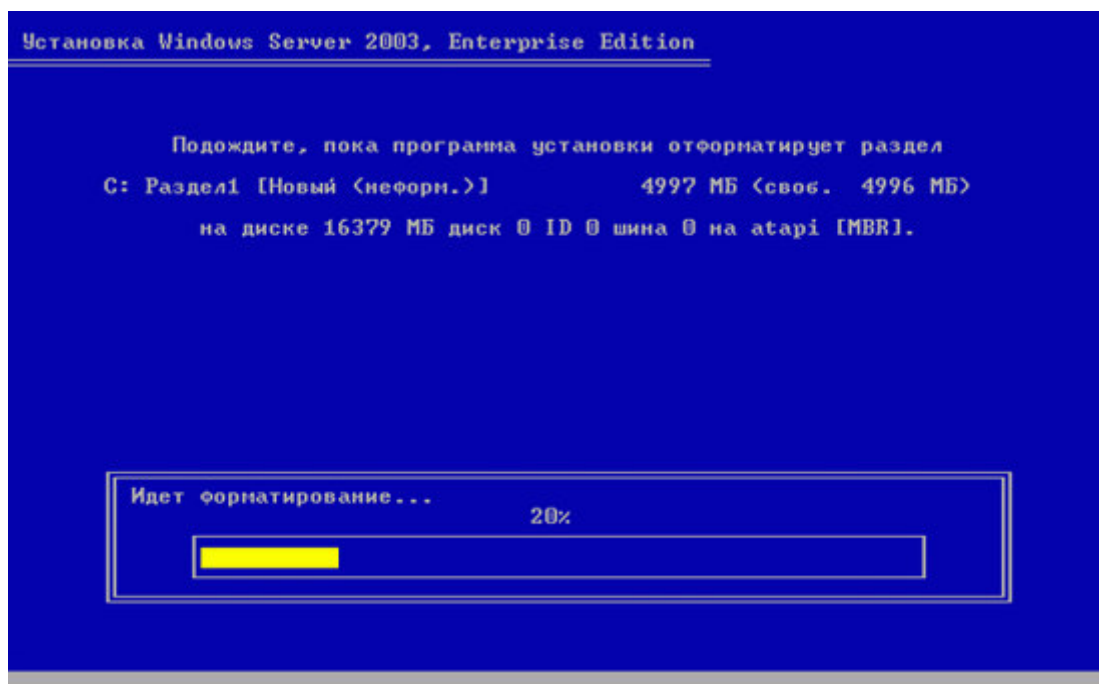 Установка Windows Server 2003, Enterprise Edition
Подождите, пока программа установки отформатирует раздел
C: Раздел1 [Новый (неформ.)] 4997 МБ (своб. 4996 МБ)
на диске 16379 МБ диск 0 ID 0 шина 0 на atapi [MBR].
Идет форматирование...
20%